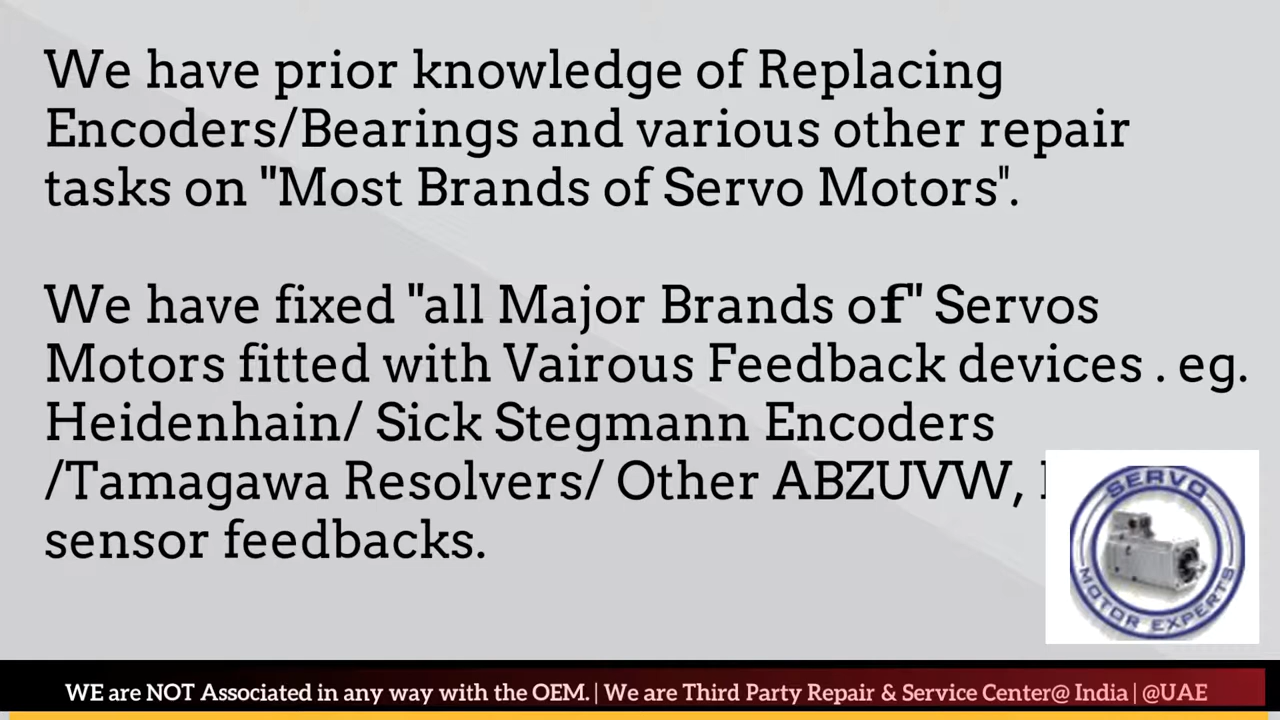 We have prior knowledge of Replacing
Encoders/Bearings and various other repair
tasks on "Most Brands of Servo Motors".
We have fixed "all Major Brands of" Servos
Motors fitted with Vairous Feedback devices . eg.
Heidenhain/ Sick Stegmann Encoders
/Tamagawa Resolvers/ Other ABZUVW,
sensor feedbacks.
SERVO
MOTOR EXPERTS
WE are NOT Associated in any way with the OEM. | We are Third Party Repair & Service Center@ India | @UAE